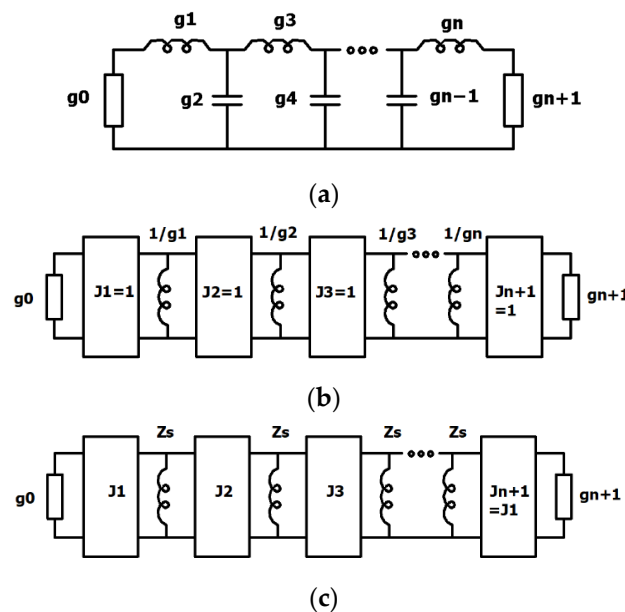 g1 g3 gn
g0 g2 g4 gn−1 gn+1
(a)
1/g1 1/g2 1/g3 1/gn
g0 J1=1 J2=1 J3=1 Jn+1 gn+1
=1
(b)
Zs Zs Zs Zs
g0 J1 J2 J3 Jn+1 gn+1
=J1
(c)